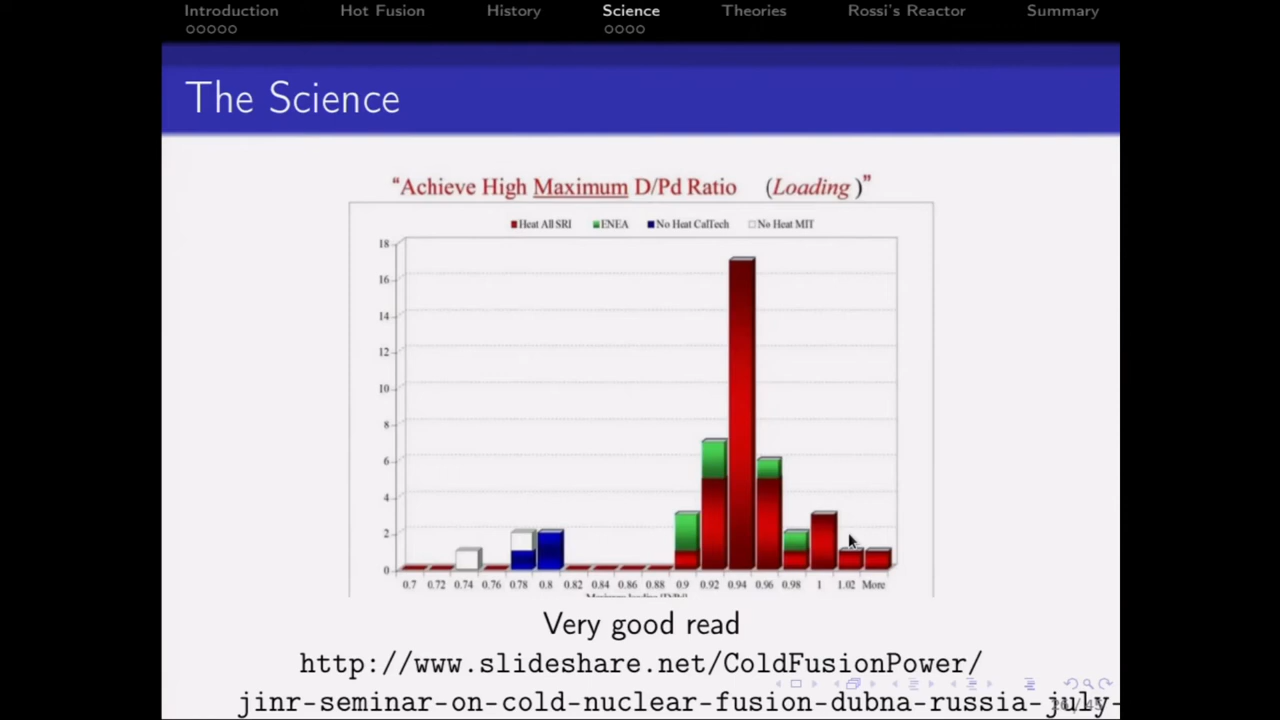 Introduction Hot Fusion History Science Theories Rossi's Reactor Summary
The Science
"Achieve High Maximum D/Pd Ratio (Loading)"
Heat All SRI ENEA No Heat CalTech No Heat MIT
18
16
14
12
10
8
6
4
2
0
0.7 0.72 0.74 0.76 0.78 0.8 0.82 0.84 0.86 0.88 0.9 0.92 0.94 0.96 0.98 1 1.02 More
Maximum loading
Very good read
http://www.slideshare.net/ColdFusionPower/
jinr-seminar-on-cold-nuclear-fusion-dubna-russia-july-